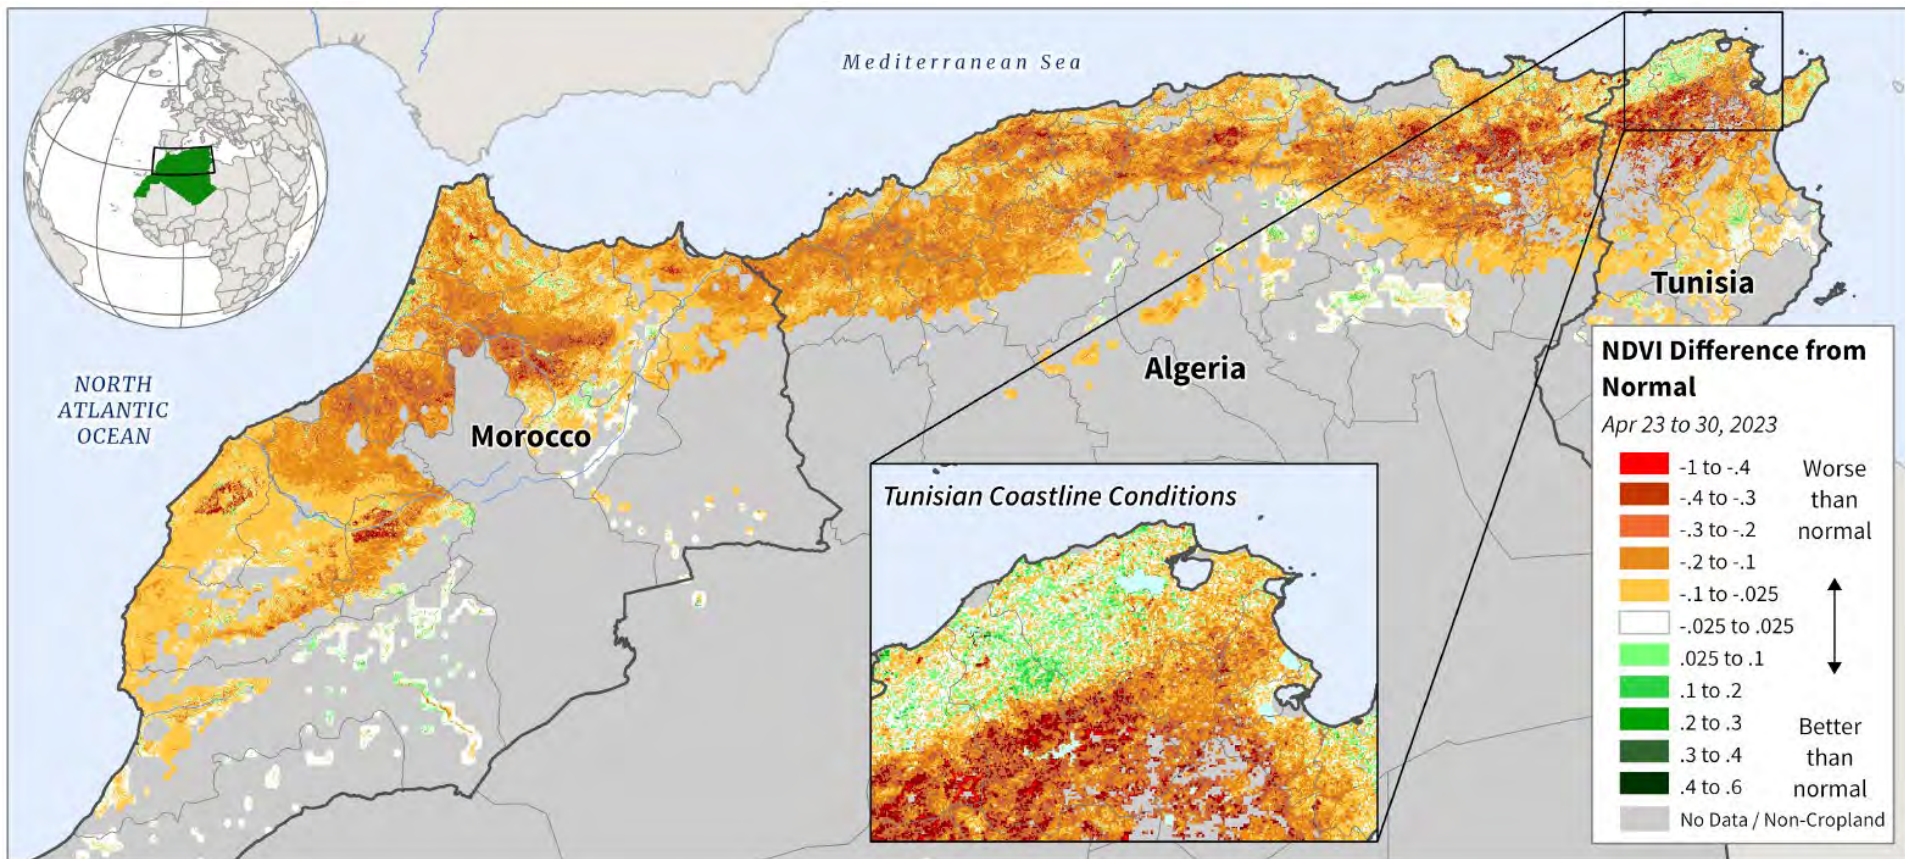 Mediterranean Sea
NORTH
ATLANTIC
OCEAN
Morocco
Algeria
Tunisia
Tunisian Coastline Conditions
NDVI Difference from
Normal
Apr 23 to 30, 2023
-1 to -.4
-.4 to -.3
-.3 to -.2
-.2 to -.1
-.1 to -.025
-.025 to .025
.025 to .1
.1 to .2
.2 to .3
.3 to .4
.4 to .6
No Data / Non-Cropland
Worse
than
normal
Better
than
normal